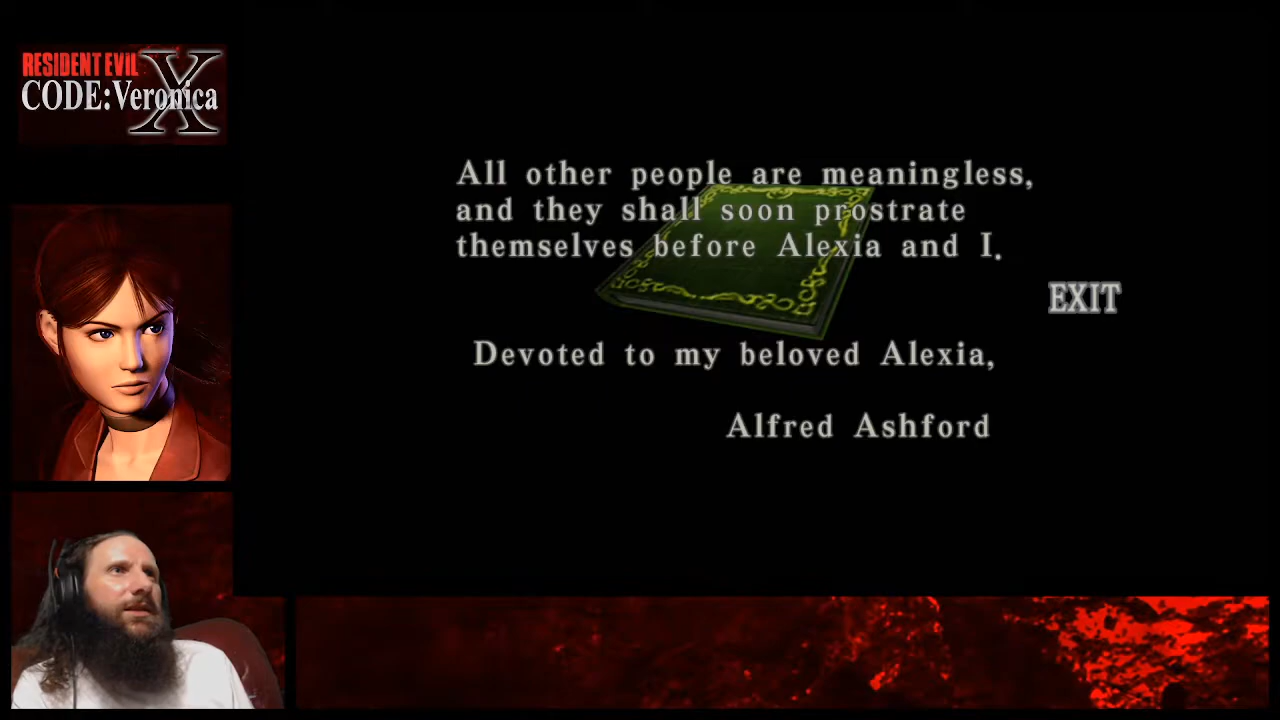 RESIDENT EVIL
CODE:Veronica
X
All other people are meaningless,
and they shall soon prostrate
themselves before Alexia and I.
EXIT
Devoted to my beloved Alexia,
Alfred Ashford